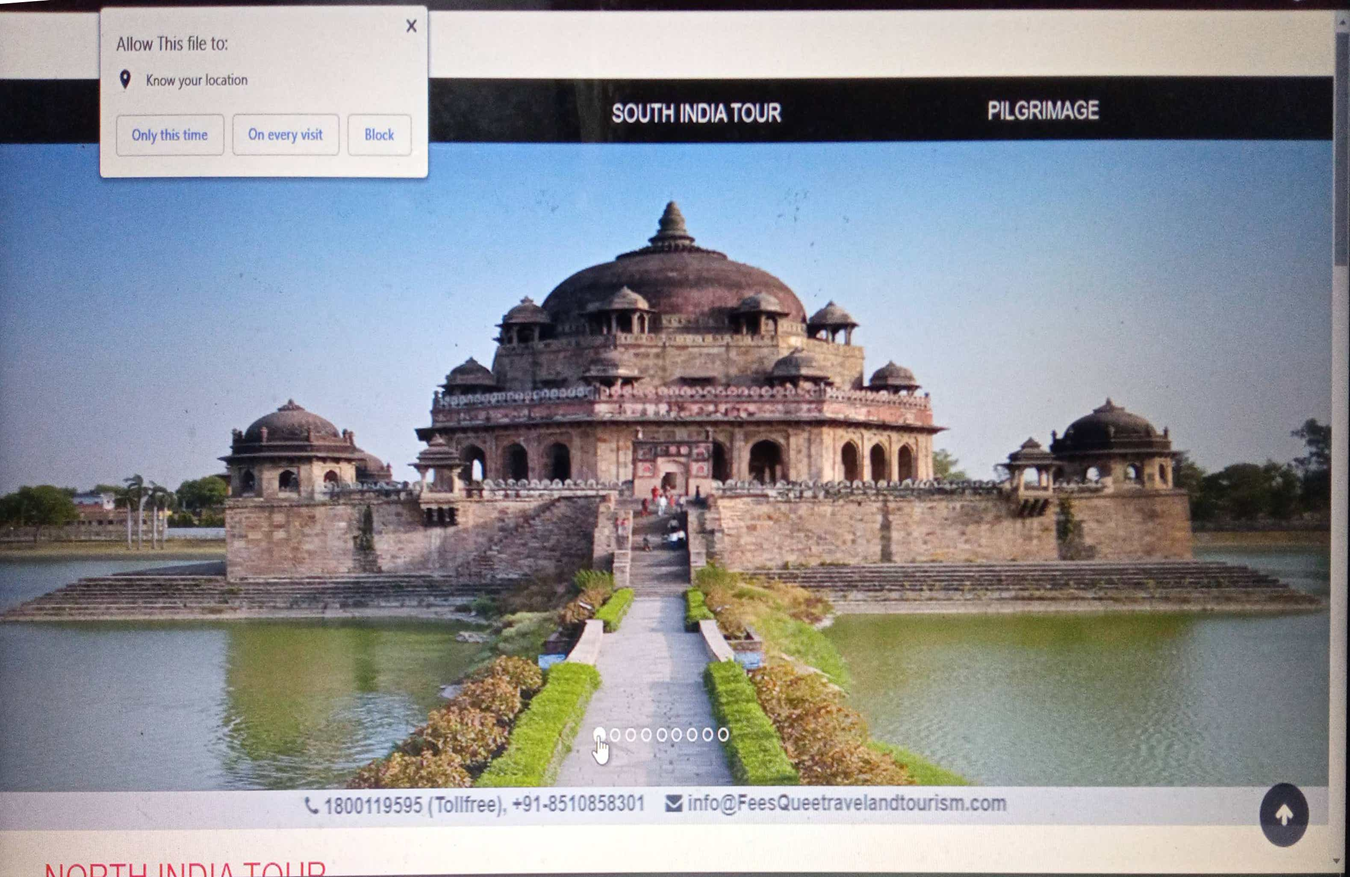 Allow This file to:
X
Know your location
Only this time On every visit Block
SOUTH INDIA TOUR PILGRIMAGE
1800119595 (Tollfree), +91-8510858301 info@FeesQueetravelandtourism.com
NORTH INDIA TOUR